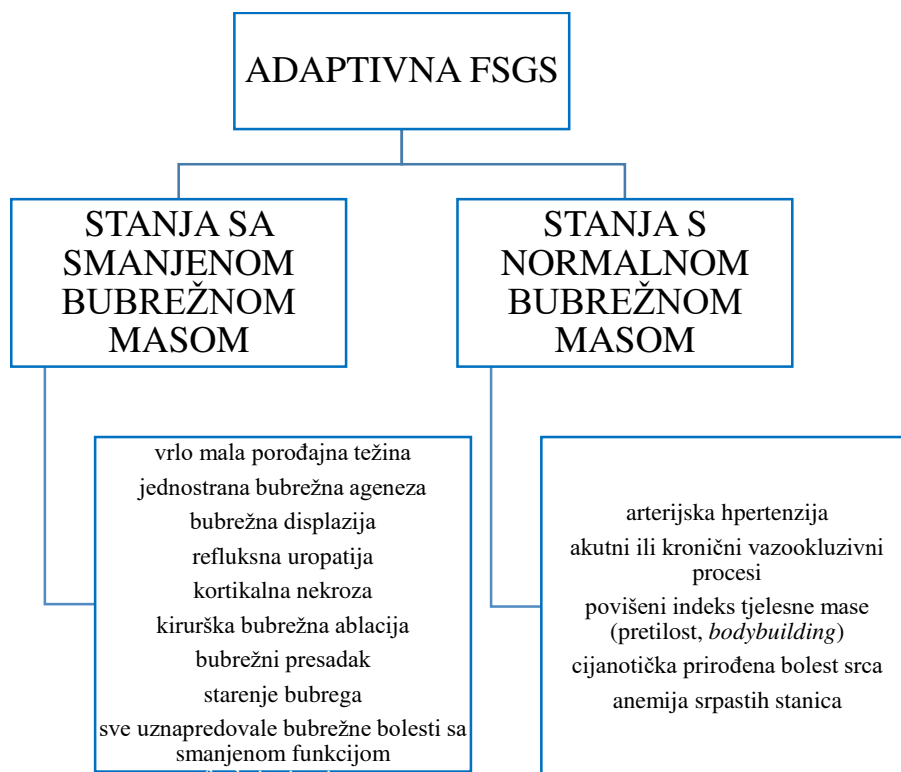 ADAPTIVNA FSGS
STANJA SA
SMANJENOM
BUBREŽNOM
MASOM
STANJA S
NORMALNOM
BUBREŽNOM
MASOM
vrlo mala porođajna težina
jednostrana bubrežna ageneza
bubrežna displazija
refluksna uropatija
kortikalna nekroza
kirurška bubrežna ablacija
bubrežni presadak
starenje bubrega
sve uznapredovale bubrežne bolesti sa
smanjenom funkcijom
arterijska hpertenzija
akutni ili kronični vazookluzivni
procesi
povišeni indeks tjelesne mase
(pretilost, bodybuilding)
cijanotička prirođena bolest srca
anemija srpastih stanica